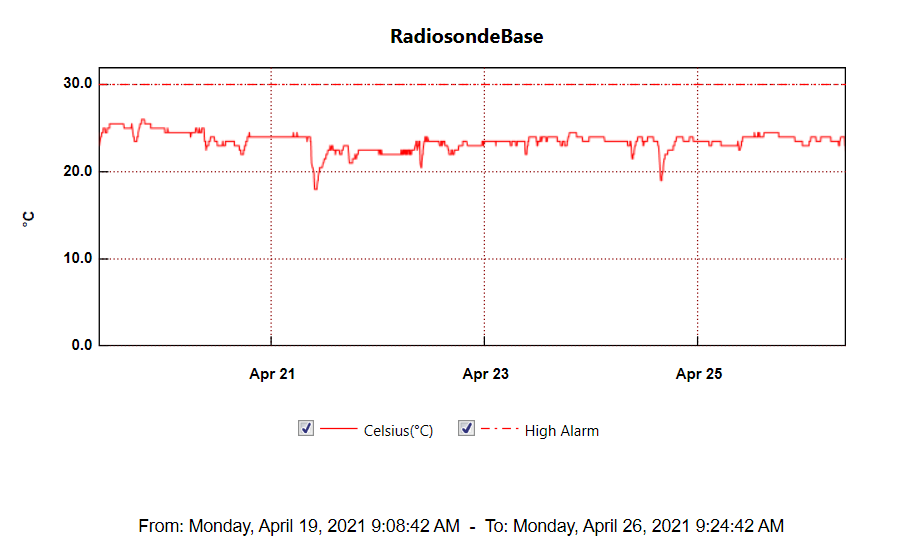 RadiosondeBase
30.0
20.0
°C
10.0
0.0
Apr 21 Apr 23 Apr 25
Celsius(°C) High Alarm
From: Monday, April 19, 2021 9:08:42 AM - To: Monday, April 26, 2021 9:24:42 AM